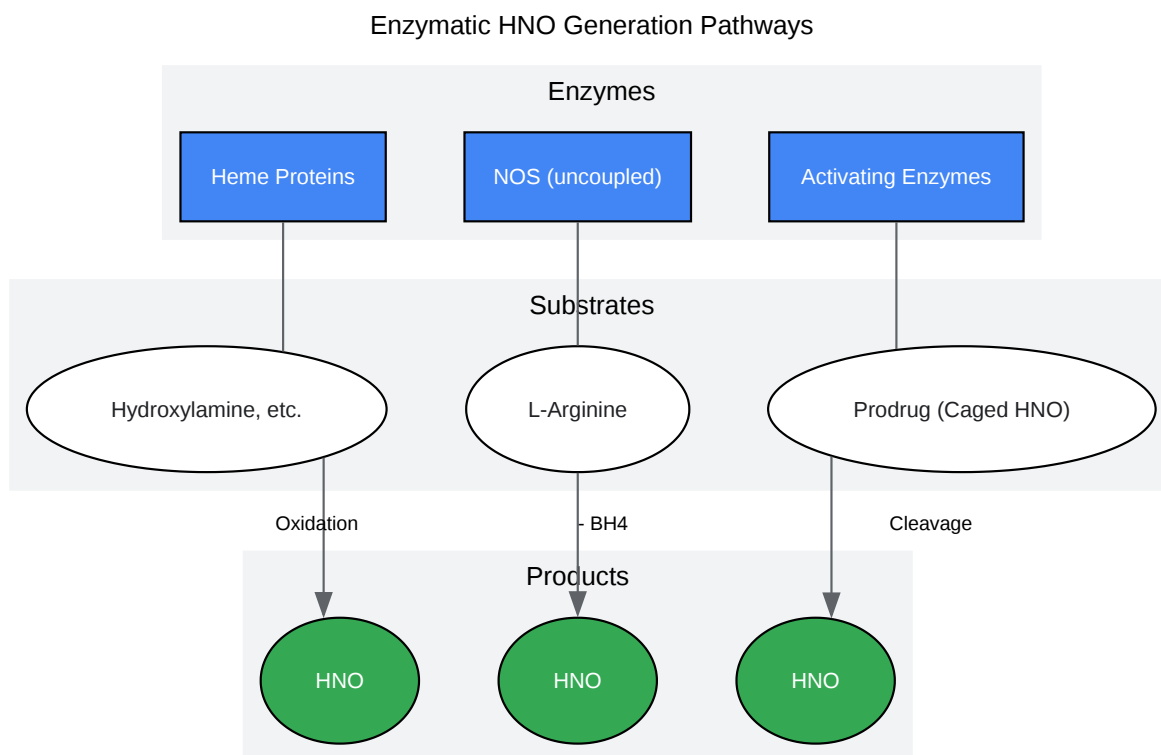 Enzymatic HNO Generation Pathways
Enzymes
Heme Proteins
NOS (uncoupled)
Activating Enzymes
Substrates
Hydroxylamine, etc.
L-Arginine
Prodrug (Caged HNO)
Oxidation
- BH4
Cleavage
Products
HNO
HNO
HNO